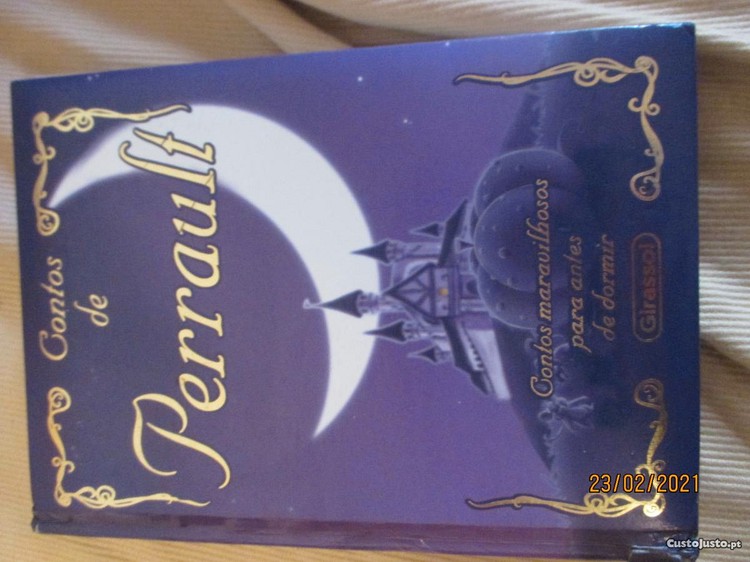 Contos
de
Perrault
Contos maravilhosos
para antes
de dormir
Girassol
23/02/2021
CustoJusto.pt